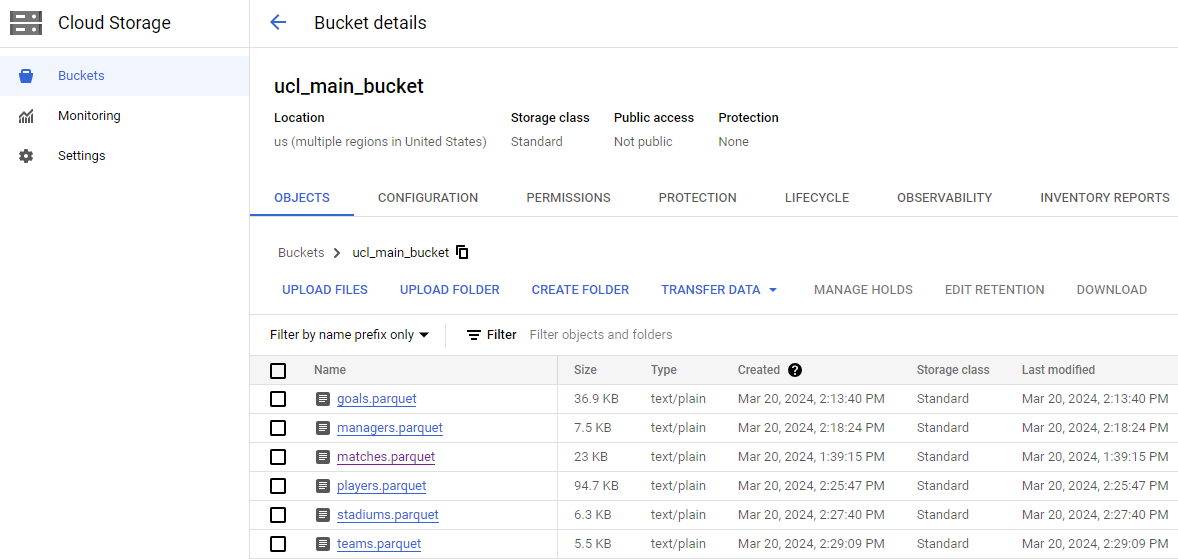 Cloud Storage
Bucket details
Buckets
Monitoring
Settings
ucl_main_bucket
Location Storage class Public access Protection
us (multiple regions in United States) Standard Not public None
OBJECTS CONFIGURATION PERMISSIONS PROTECTION LIFECYCLE OBSERVABILITY INVENTORY REPORTS
Buckets > ucl_main_bucket
UPLOAD FILES UPLOAD FOLDER CREATE FOLDER TRANSFER DATA MANAGE HOLDS EDIT RETENTION DOWNLOAD
Filter by name prefix only Filter Filter objects and folders
Name Size Type Created ? Storage class Last modified
goals.parquet 36.9 KB text/plain Mar 20, 2024, 2:13:40 PM Standard Mar 20, 2024, 2:13:40 PM
managers.parquet 7.5 KB text/plain Mar 20, 2024, 2:18:24 PM Standard Mar 20, 2024, 2:18:24 PM
matches.parquet 23 KB text/plain Mar 20, 2024, 1:39:15 PM Standard Mar 20, 2024, 1:39:15 PM
players.parquet 94.7 KB text/plain Mar 20, 2024, 2:25:47 PM Standard Mar 20, 2024, 2:25:47 PM
stadiums.parquet 6.3 KB text/plain Mar 20, 2024, 2:27:40 PM Standard Mar 20, 2024, 2:27:40 PM
teams.parquet 5.5 KB text/plain Mar 20, 2024, 2:29:09 PM Standard Mar 20, 2024, 2:29:09 PM